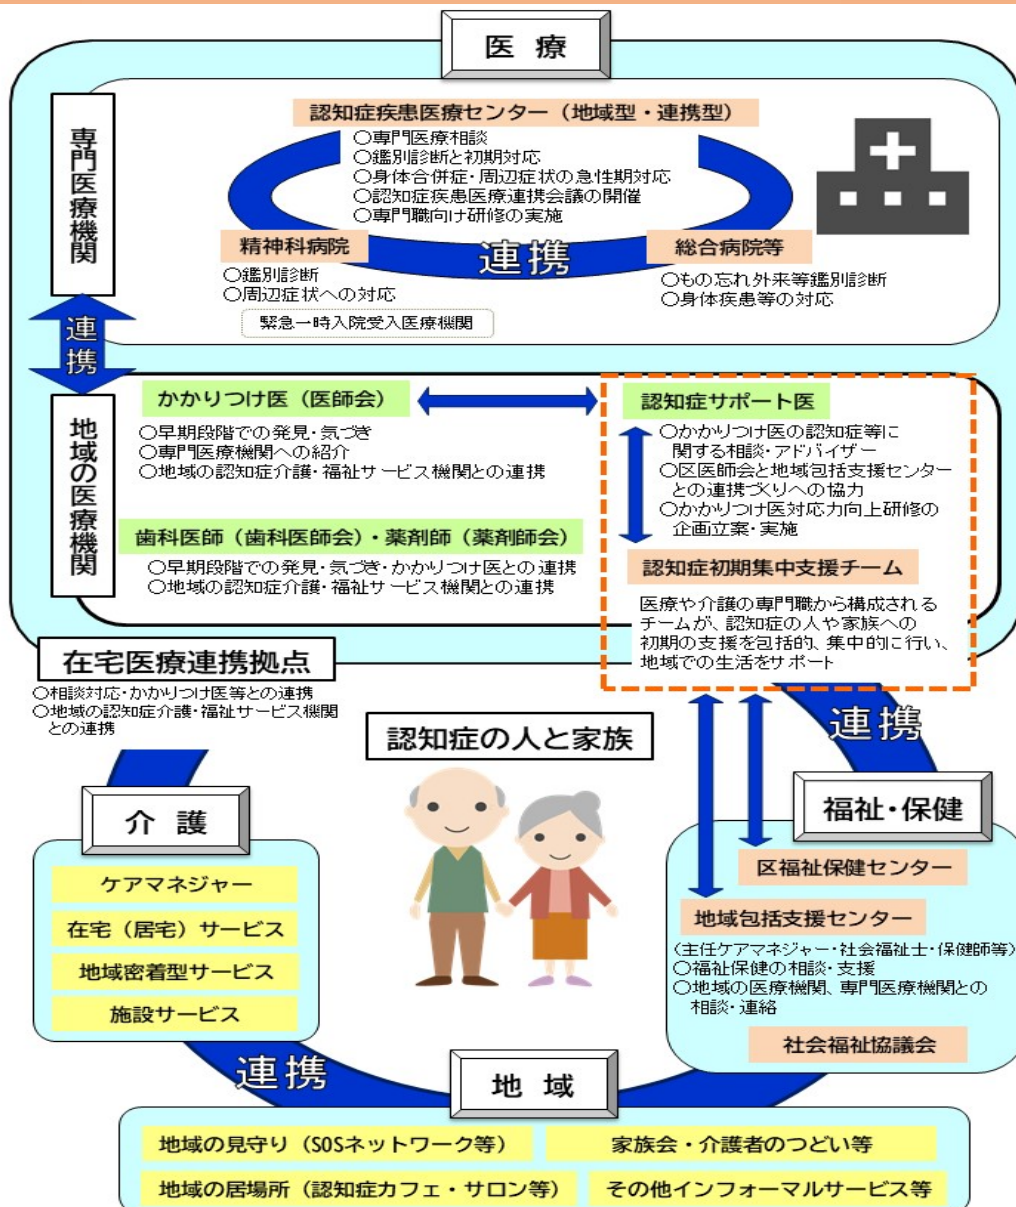 医 療
専門医療機関
認知症疾患医療センター（地域型・連携型）
○専門医療相談
○鑑別診断と初期対応
○身体合併症・周辺症状の急性期対応
○認知症疾患医療連携会議の開催
○専門職向け研修の実施
連携
精神科病院
○鑑別診断
○周辺症状への対応
緊急一時入院受入医療機関
総合病院等
○もの忘れ外来等鑑別診断
○身体疾患等の対応
連携
地域の医療機関
かかりつけ医（医師会）
○早期段階での発見・気づき
○専門医療機関への紹介
○地域の認知症介護・福祉サービス機関との連携
歯科医師（歯科医師会）・薬剤師（薬剤師会）
○早期段階での発見・気づき・かかりつけ医との連携
○地域の認知症介護・福祉サービス機関との連携
認知症サポート医
○かかりつけ医の認知症等に
関する相談・アドバイザー
○区医師会と地域包括支援センター
との連携づくりへの協力
○かかりつけ医対応力向上研修の
企画立案・実施
認知症初期集中支援チーム
医療や介護の専門職から構成される
チームが、認知症の人や家族への
初期の支援を包括的、集中的に行い、
地域での生活をサポート
在宅医療連携拠点
○相談対応・かかりつけ医等との連携
○地域の認知症介護・福祉サービス機関
との連携
連携
認知症の人と家族
介 護
ケアマネジャー
在宅（居宅）サービス
地域密着型サービス
施設サービス
福祉・保健
区福祉保健センター
地域包括支援センター
（主任ケアマネジャー・社会福祉士・保健師等）
○福祉保健の相談・支援
○地域の医療機関、専門医療機関との
相談・連絡
社会福祉協議会
連携
地 域
地域の見守り（SOSネットワーク等）
家族会・介護者のつどい等
地域の居場所（認知症カフェ・サロン等）
その他インフォーマルサービス等